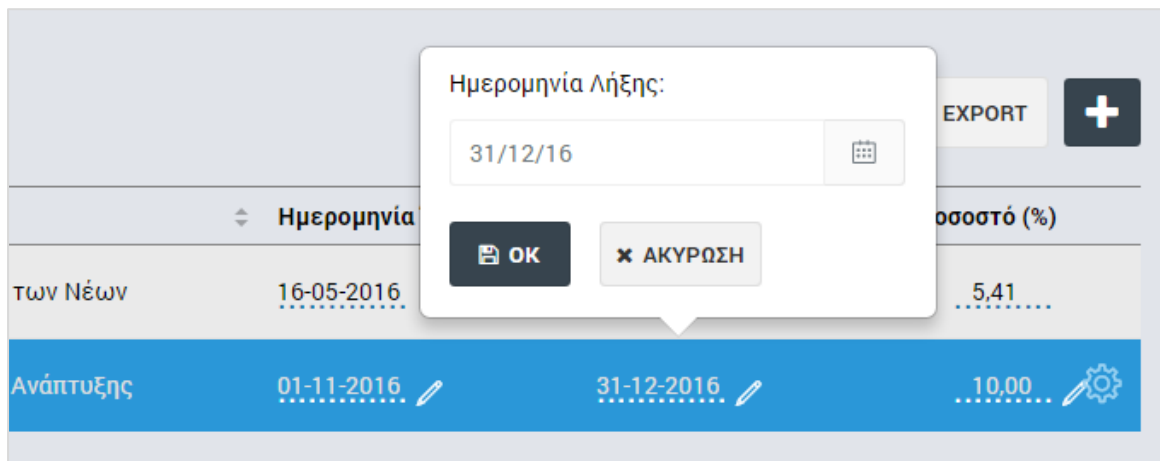 Ημερομηνία Λήξης:
EXPORT
31/12/16
Ημερομηνία
οσοστό (%)
OK
ΑΚΥΡΩΣΗ
των Νέων 16-05-2016 5,41
Ανάπτυξης 01-11-2016 31-12-2016 10,00